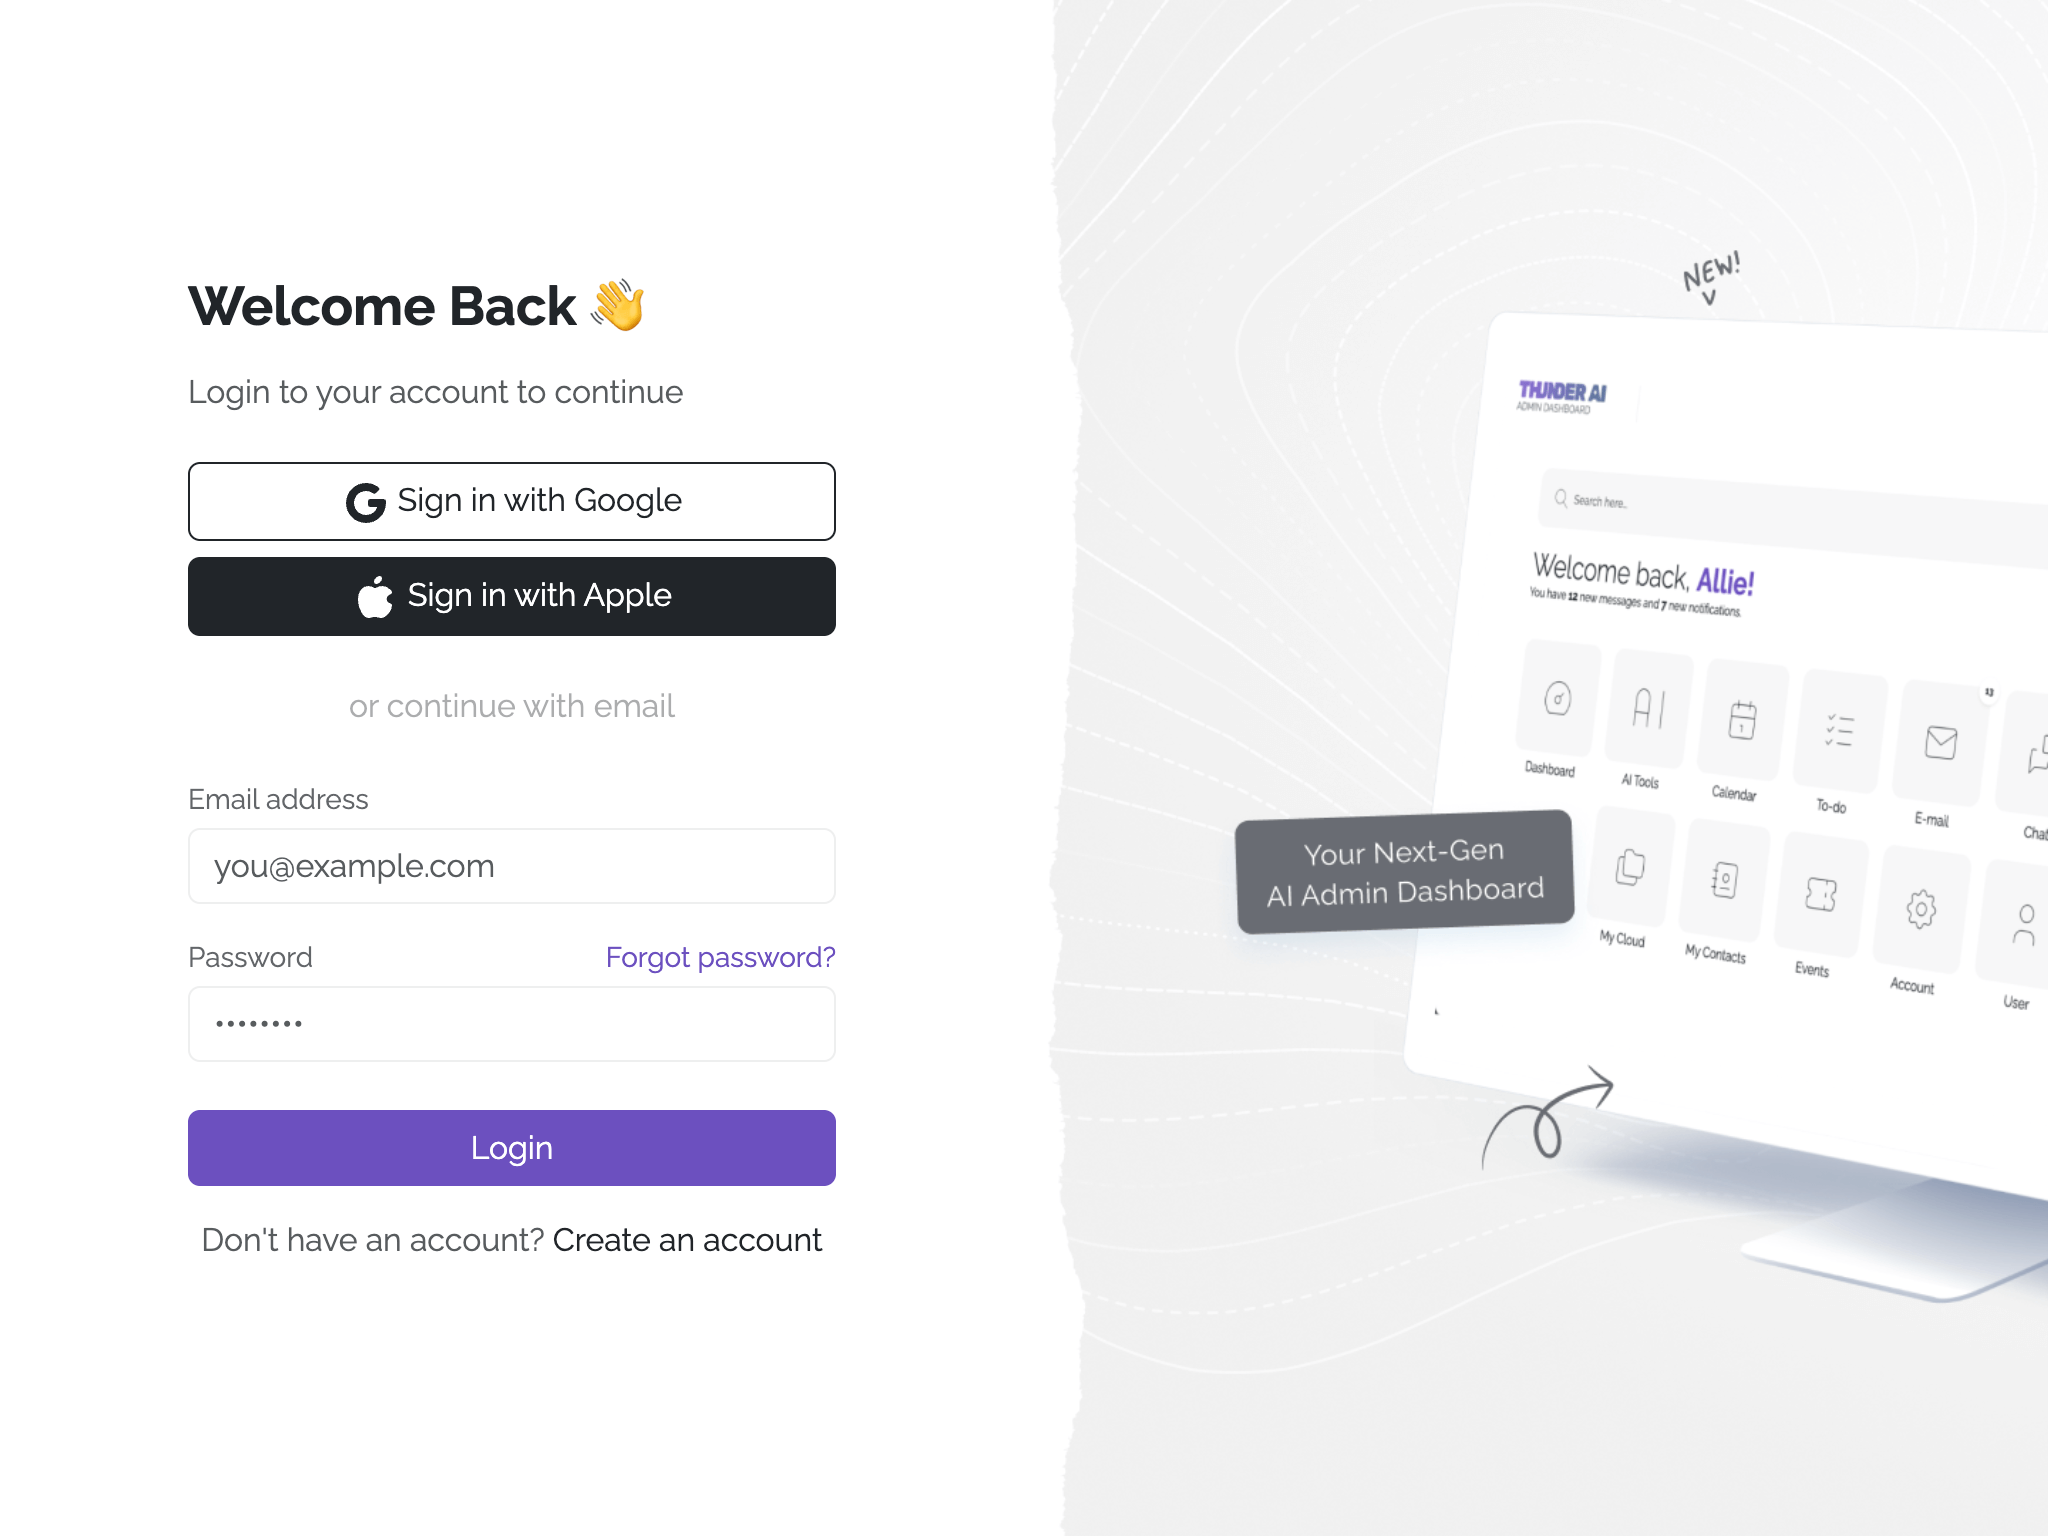 Welcome Back 👋
Login to your account to continue
Sign in with Google
Sign in with Apple
or continue with email
Email address
you@example.com
Password
Forgot password?
••••••••
Login
Don't have an account? Create an account
NEW!
THUNDER AI
ADMIN DASHBOARD
Search here...
Welcome back, Allie!
You have 12 new messages and 7 new notifications.
13
Dashboard
AI
AI Tools
1
Calendar
To-do
E-mail
Chat
Your Next-Gen
AI Admin Dashboard
My Cloud
My Contacts
Events
Account
User